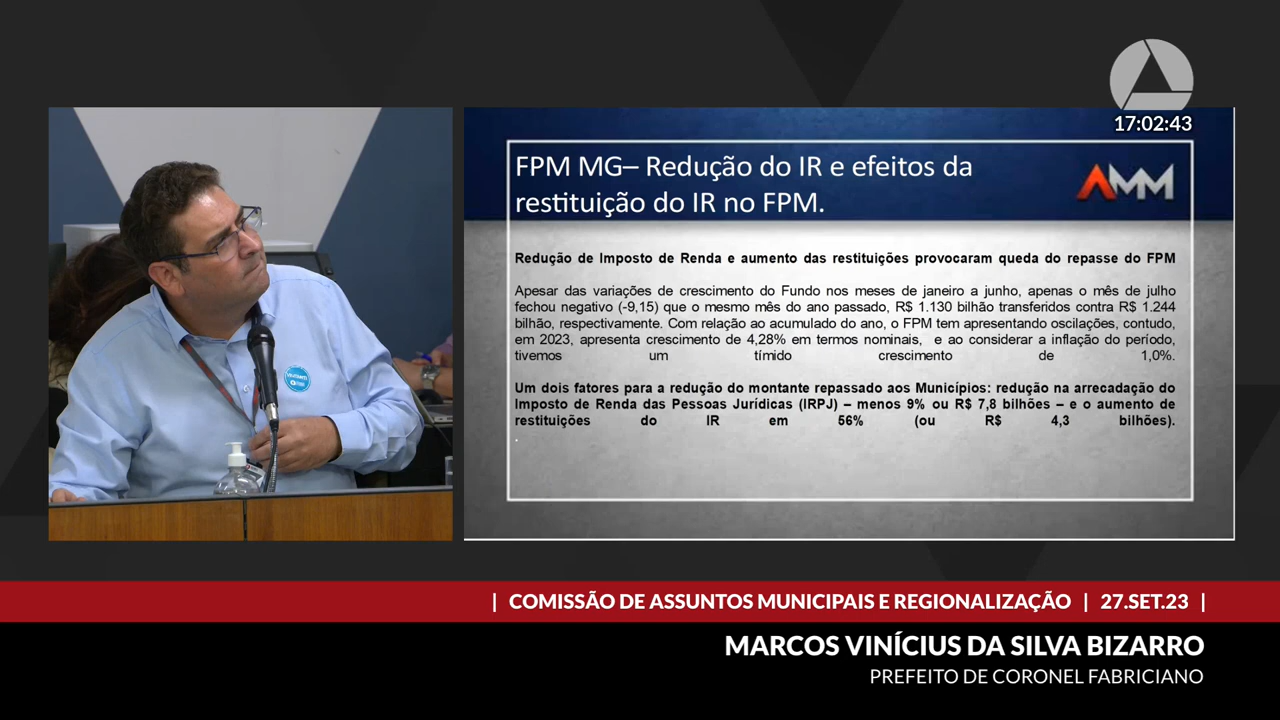 17:02:43
FPM MG– Redução do IR e efeitos da
restituição do IR no FPM.
AMM
Redução de Imposto de Renda e aumento das restituições provocaram queda do repasse do FPM
Apesar das variações de crescimento do Fundo nos meses de janeiro a junho, apenas o mês de julho
fechou negativo (-9,15) que o mesmo mês do ano passado, R$ 1.130 bilhão transferidos contra R$ 1.244
bilhão, respectivamente. Com relação ao acumulado do ano, o FPM tem apresentando oscilações, contudo,
em 2023, apresenta crescimento de 4,28% em termos nominais, e ao considerar a inflação do período,
tivemos um tímido crescimento de 1,0%.
Um dois fatores para a redução do montante repassado aos Municípios: redução na arrecadação do
Imposto de Renda das Pessoas Jurídicas (IRPJ) – menos 9% ou R$ 7,8 bilhões – e o aumento de
restituições do IR em 56% (ou R$ 4,3 bilhões).
.
| COMISSÃO DE ASSUNTOS MUNICIPAIS E REGIONALIZAÇÃO | 27.SET.23 |
MARCOS VINÍCIUS DA SILVA BIZARRO
PREFEITO DE CORONEL FABRICIANO